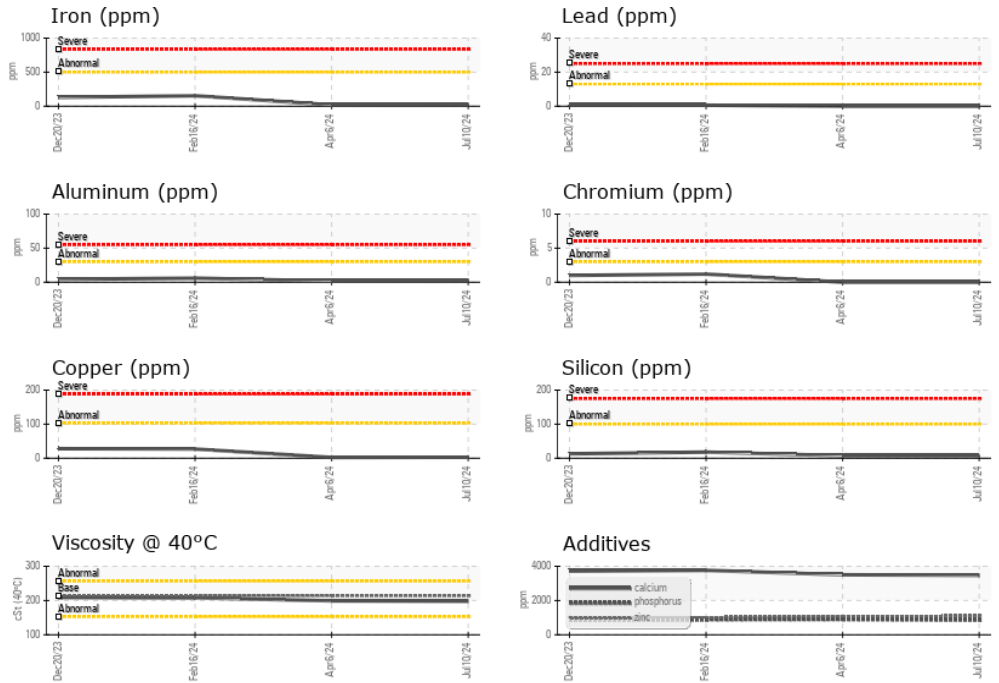 Iron (ppm)
1000
500
0
ppm
Severe
Abnormal
Dec20/23
Feb16/24
Apr6/24
Jul10/24
Lead (ppm)
40
20
0
ppm
Severe
Abnormal
Dec20/23
Feb16/24
Apr6/24
Jul10/24
Aluminum (ppm)
100
50
0
ppm
Severe
Abnormal
Dec20/23
Feb16/24
Apr6/24
Jul10/24
Chromium (ppm)
10
5
0
ppm
Severe
Abnormal
Dec20/23
Feb16/24
Apr6/24
Jul10/24
Copper (ppm)
200
100
0
ppm
Severe
Abnormal
Dec20/23
Feb16/24
Apr6/24
Jul10/24
Silicon (ppm)
200
100
0
ppm
Severe
Abnormal
Dec20/23
Feb16/24
Apr6/24
Jul10/24
Viscosity @ 40°C
300
200
100
cSt (40°C)
Abnormal
Base
Abnormal
Dec20/23
Feb16/24
Apr6/24
Jul10/24
Additives
4000
2000
0
ppm
calcium
phosphorus
zinc
Dec20/23
Feb16/24
Apr6/24
Jul10/24